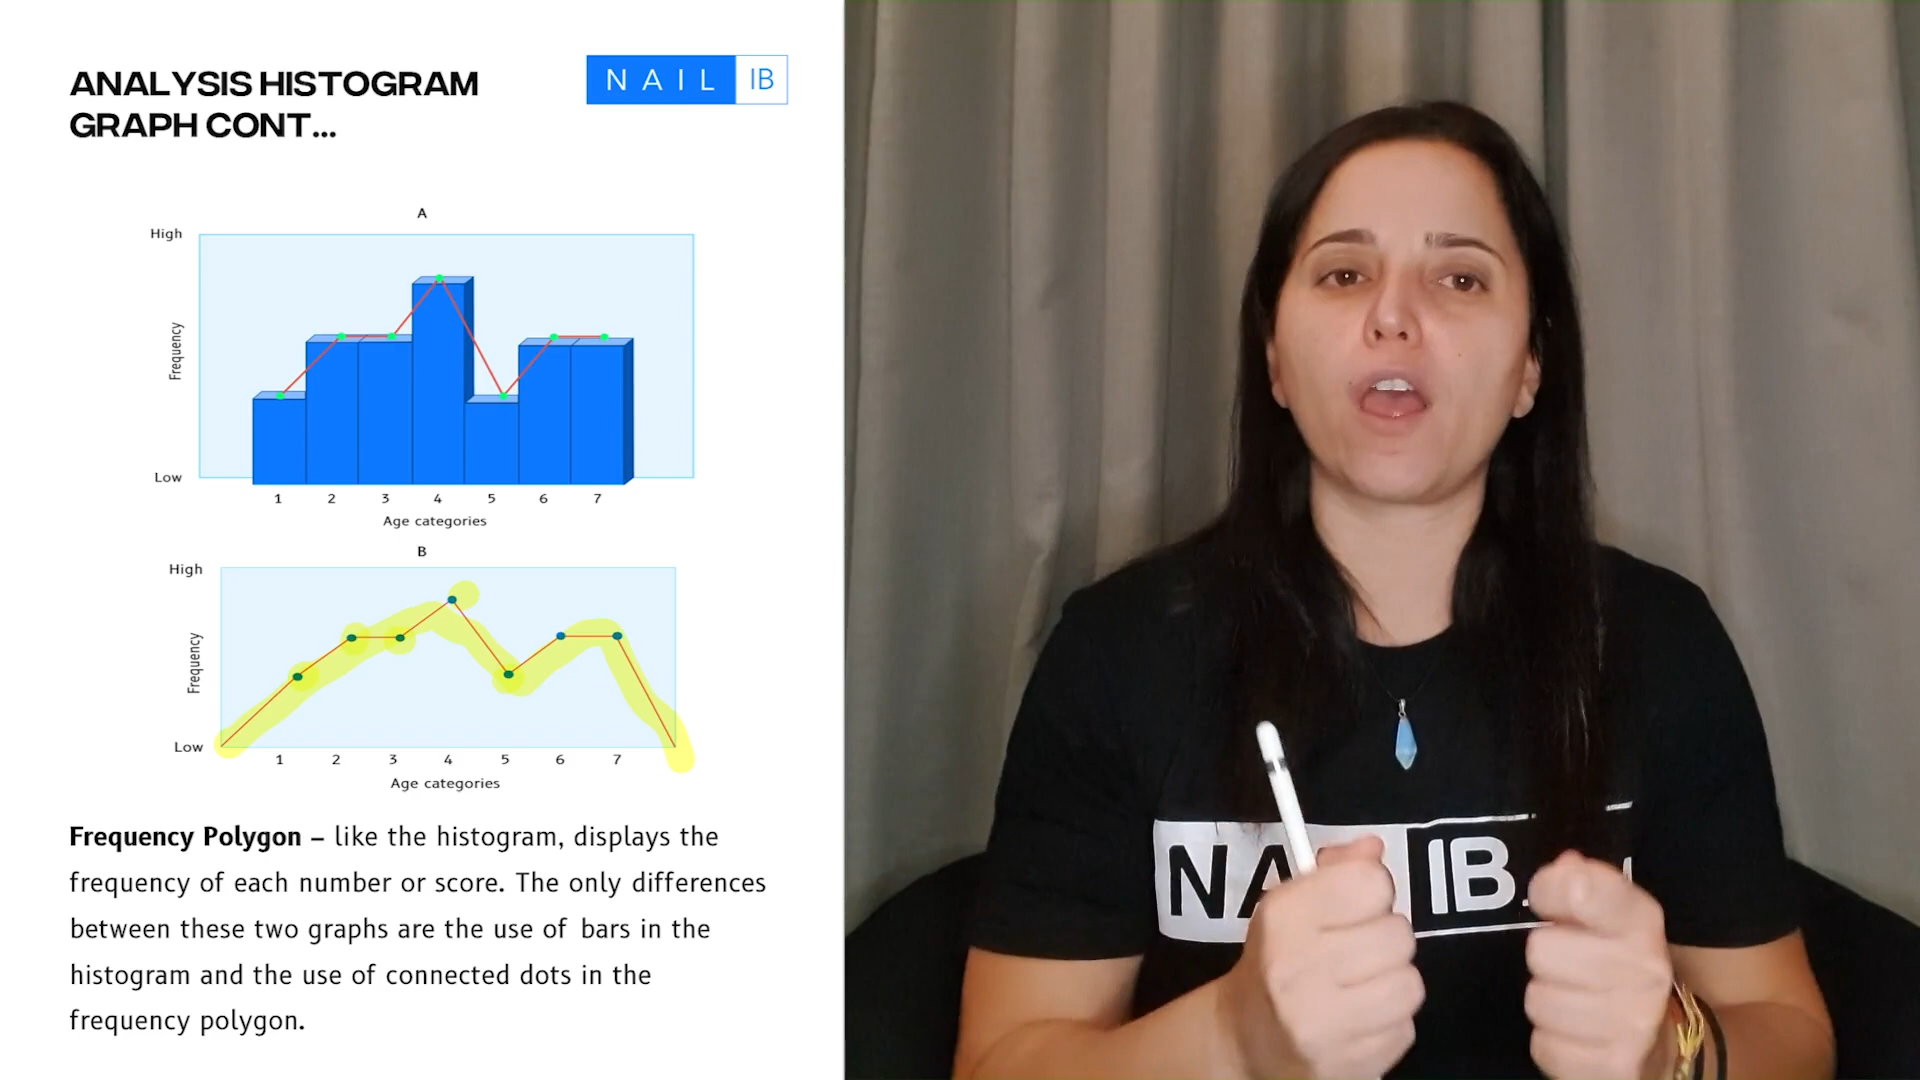 ANALYSIS HISTOGRAM
GRAPH CONT...
NAIL IB
A
High
Frequency
Low
1 2 3 4 5 6 7
Age categories
B
High
Frequency
Low
1 2 3 4 5 6 7
Age categories
Frequency Polygon – like the histogram, displays the
frequency of each number or score. The only differences
between these two graphs are the use of bars in the
histogram and the use of connected dots in the
frequency polygon.
IB